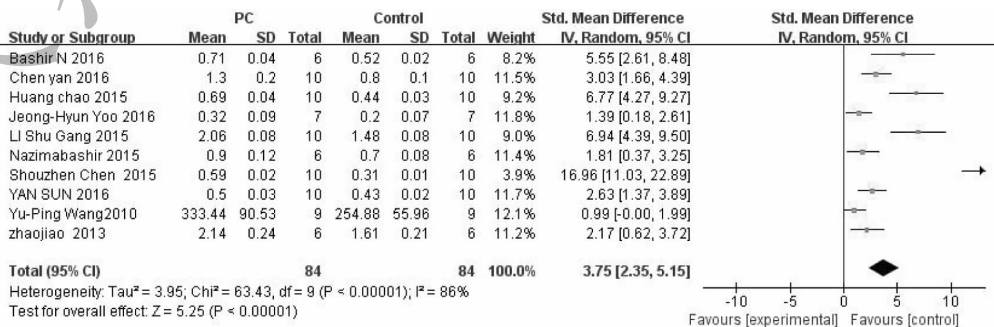 PC Control Std. Mean Difference Std. Mean Difference
Study or Subgroup Mean SD Total Mean SD Total Weight IV, Random, 95% CI IV, Random, 95% CI
Bashir N 2016 0.71 0.04 6 0.52 0.02 6 8.2% 5.55 [2.61, 8.48]
Chen yan 2016 1.3 0.2 10 0.8 0.1 10 11.5% 3.03 [1.66, 4.39]
Huang chao 2015 0.69 0.04 10 0.44 0.03 10 9.2% 6.77 [4.27, 9.27]
Jeong-Hyun Yoo 2016 0.32 0.09 7 0.2 0.07 7 11.8% 1.39 [0.18, 2.61]
LI Shu Gang 2015 2.06 0.08 10 1.48 0.08 10 9.0% 6.94 [4.39, 9.50]
Nazimabashir 2015 0.9 0.12 6 0.7 0.08 6 11.4% 1.81 [0.37, 3.25]
Shouzhen Chen 2015 0.59 0.02 10 0.31 0.01 10 3.9% 16.96 [11.03, 22.89]
YAN SUN 2016 0.5 0.03 10 0.43 0.02 10 11.7% 2.63 [1.37, 3.89]
Yu-Ping Wang2010 333.44 90.53 9 254.88 55.96 9 12.1% 0.99 [-0.00, 1.99]
zhaojiao 2013 2.14 0.24 6 1.61 0.21 6 11.2% 2.17 [0.62, 3.72]
Total (95% CI) 84 84 100.0% 3.75 [2.35, 5.15]
Heterogeneity: Tau² = 3.95; Chi² = 63.43, df = 9 (P < 0.00001); I² = 86%
Test for overall effect: Z = 5.25 (P < 0.00001)
-10 -5 0 5 10
Favours [experimental] Favours [control]